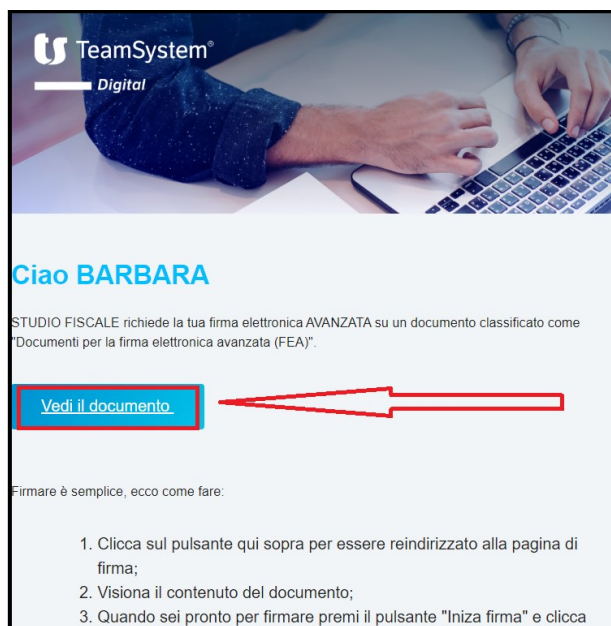 ts TeamSystem®
Digital
Ciao BARBARA
STUDIO FISCALE richiede la tua firma elettronica AVANZATA su un documento classificato come
"Documenti per la firma elettronica avanzata (FEA)".
Vedi il documento
Firmare è semplice, ecco come fare:
1. Clicca sul pulsante qui sopra per essere reindirizzato alla pagina di
firma;
2. Visiona il contenuto del documento;
3. Quando sei pronto per firmare premi il pulsante "Iniza firma" e clicca